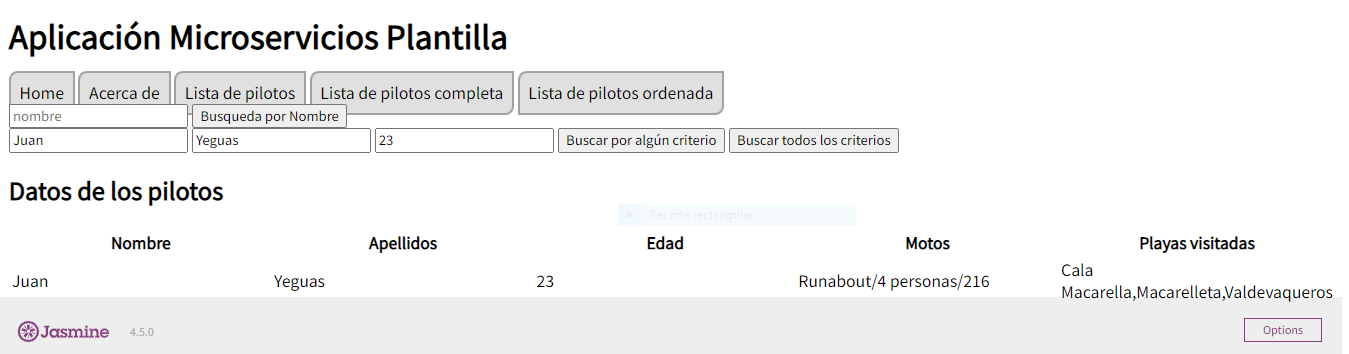 Aplicación Microservicios Plantilla
Home Acerca de Lista de pilotos Lista de pilotos completa Lista de pilotos ordenada
nombre Busqueda por Nombre
Juan Yeguas 23 Buscar por algún criterio Buscar todos los criterios
Datos de los pilotos
Recorte rectangular
Nombre Apellidos Edad Motos Playas visitadas
Juan Yeguas 23 Runabout/4 personas/216 Cala
Macarella,Macarelleta,Valdevaqueros
Jasmine 4.5.0 Options